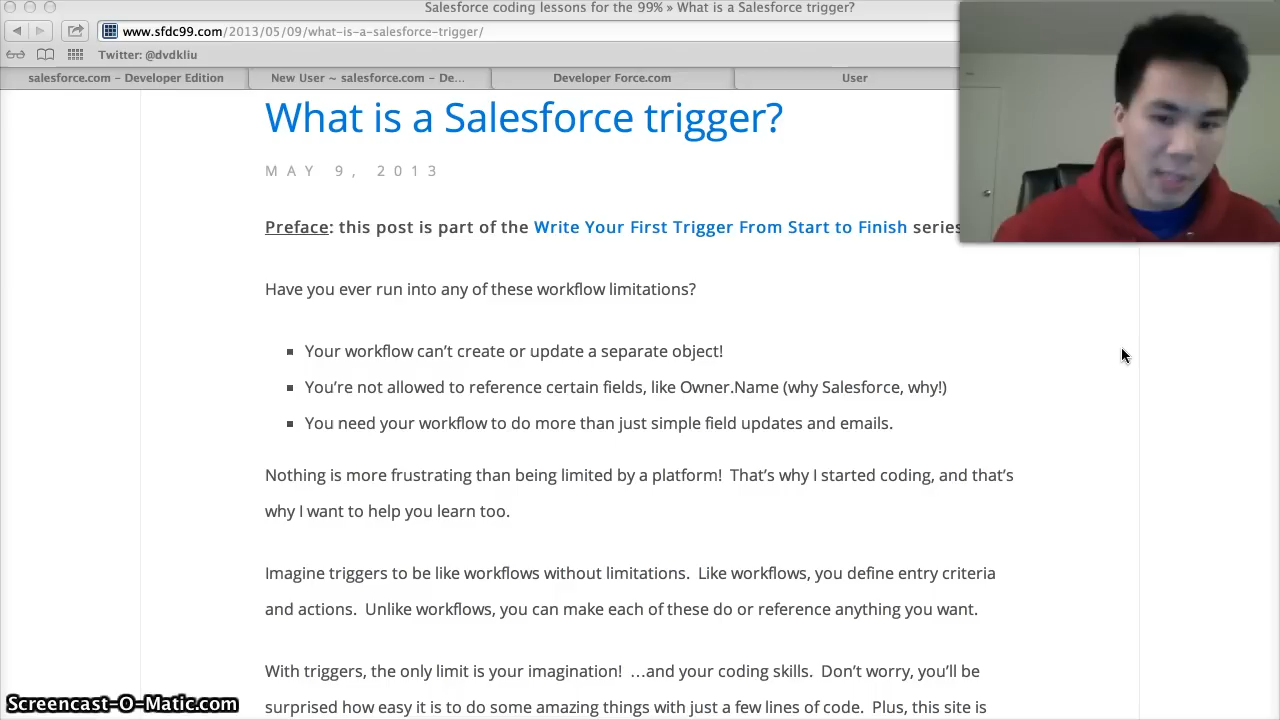 Salesforce coding lessons for the 99% » What is a Salesforce trigger?
www.sfdc99.com/2013/05/09/what-is-a-salesforce-trigger/
Twitter: @dvdkliu
salesforce.com – Developer Edition
New User ~ salesforce.com – De...
Developer Force.com
User
What is a Salesforce trigger?
MAY 9, 2013
Preface: this post is part of the Write Your First Trigger From Start to Finish series
Have you ever run into any of these workflow limitations?
Your workflow can’t create or update a separate object!
You’re not allowed to reference certain fields, like Owner.Name (why Salesforce, why!)
You need your workflow to do more than just simple field updates and emails.
Nothing is more frustrating than being limited by a platform!  That’s why I started coding, and that’s
why I want to help you learn too.
Imagine triggers to be like workflows without limitations.  Like workflows, you define entry criteria
and actions.  Unlike workflows, you can make each of these do or reference anything you want.
With triggers, the only limit is your imagination!  …and your coding skills.  Don’t worry, you’ll be
surprised how easy it is to do some amazing things with just a few lines of code.  Plus, this site is
Screencast-O-Matic.com